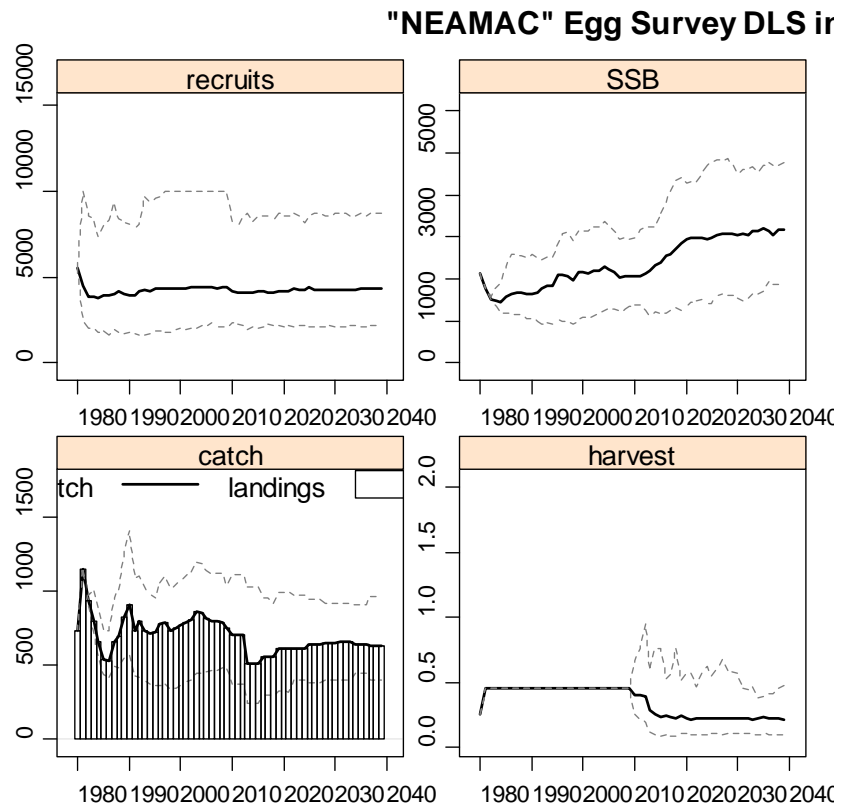 "NEAMAC" Egg Survey DLS in
recruits
SSB
0 5000 10000 15000
0 1000 3000 5000
1980 1990 2000 2010 2020 2030 2040
1980 1990 2000 2010 2020 2030 2040
catch
harvest
tch landings
0 500 1000 1500
0.0 0.5 1.0 1.5 2.0
1980 1990 2000 2010 2020 2030 2040
1980 1990 2000 2010 2020 2030 2040